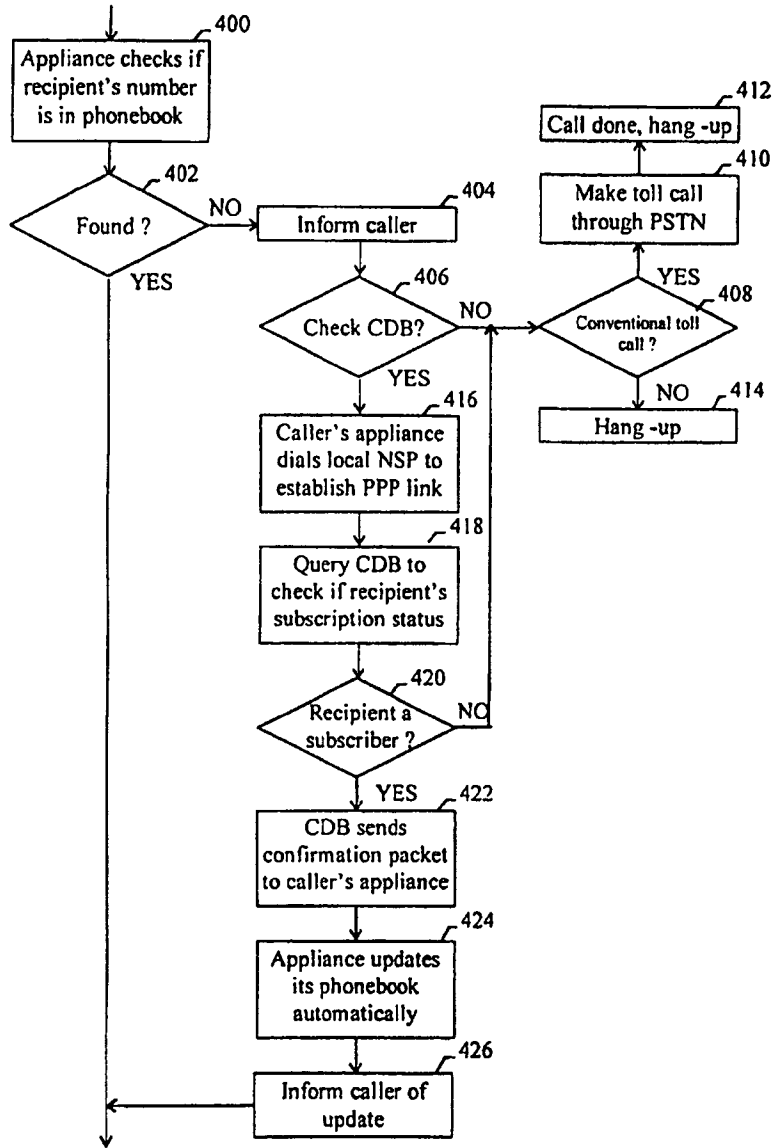 400
Appliance checks if
recipient's number
is in phonebook
402
Found ?
NO
YES
404
Inform caller
406
Check CDB?
NO
YES
412
Call done, hang -up
410
Make toll call
through PSTN
YES
408
Conventional toll
call ?
NO
414
Hang -up
416
Caller's appliance
dials local NSP to
establish PPP link
418
Query CDB to
check if recipient's
subscription status
420
Recipient a
subscriber ?
NO
YES
422
CDB sends
confirmation packet
to caller's appliance
424
Appliance updates
its phonebook
automatically
426
Inform caller of
update